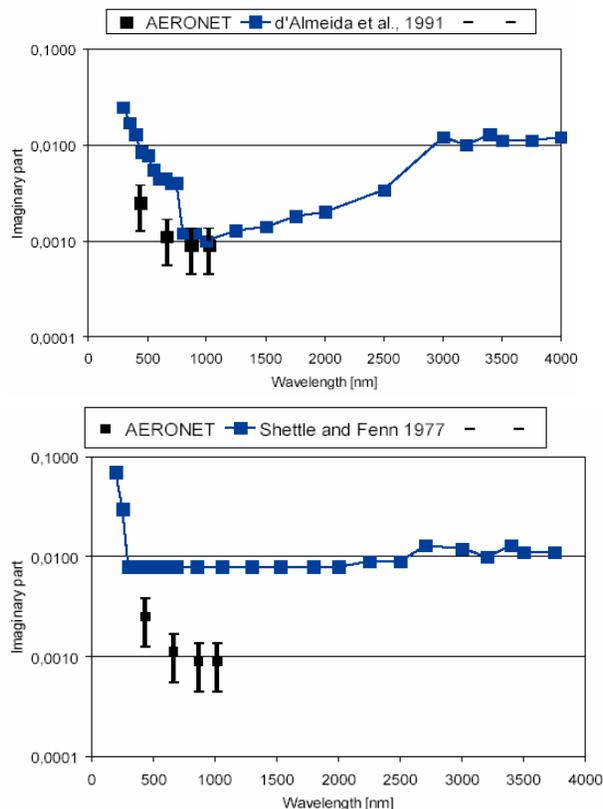 AERONET d'Almeida et al., 1991
0,1000
0,0100
0,0010
0,0001
Imaginary part
0 500 1000 1500 2000 2500 3000 3500 4000
Wavelength [nm]
AERONET Shettle and Fenn 1977
0,1000
0,0100
0,0010
0,0001
Imaginary part
0 500 1000 1500 2000 2500 3000 3500 4000
Wavelength [nm]